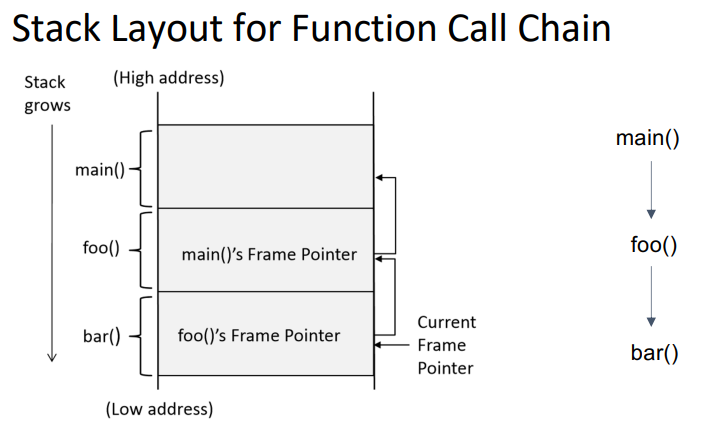 Stack Layout for Function Call Chain
Stack
grows
(High address)
main()
foo()
main()'s Frame Pointer
bar()
foo()'s Frame Pointer
Current
Frame
Pointer
(Low address)
main()
foo()
bar()